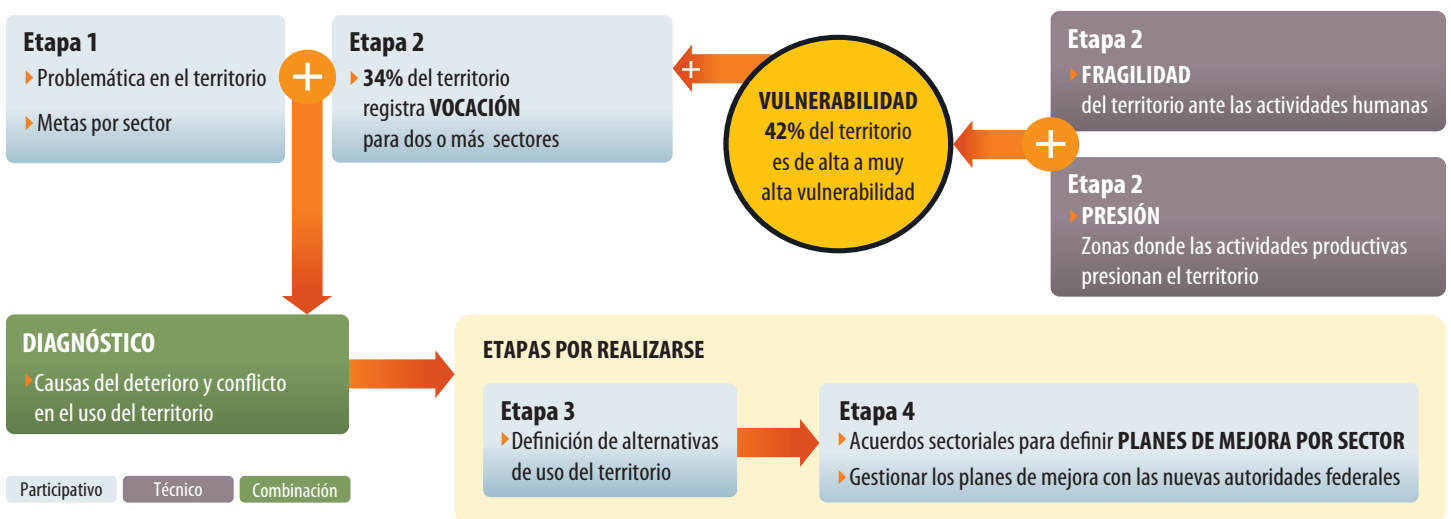 Etapa 1
Problemática en el territorio
Metas por sector
+
Etapa 2
34% del territorio
registra VOCACIÓN
para dos o más sectores
+
VULNERABILIDAD
42% del territorio
es de alta a muy
alta vulnerabilidad
Etapa 2
FRAGILIDAD
del territorio ante las actividades humanas
+
Etapa 2
PRESIÓN
Zonas donde las actividades productivas
presionan el territorio
DIAGNÓSTICO
Causas del deterioro y conflicto
en el uso del territorio
ETAPAS POR REALIZARSE
Etapa 3
Definición de alternativas
de uso del territorio
Etapa 4
Acuerdos sectoriales para definir PLANES DE MEJORA POR SECTOR
Gestionar los planes de mejora con las nuevas autoridades federales
Participativo
Técnico
Combinación